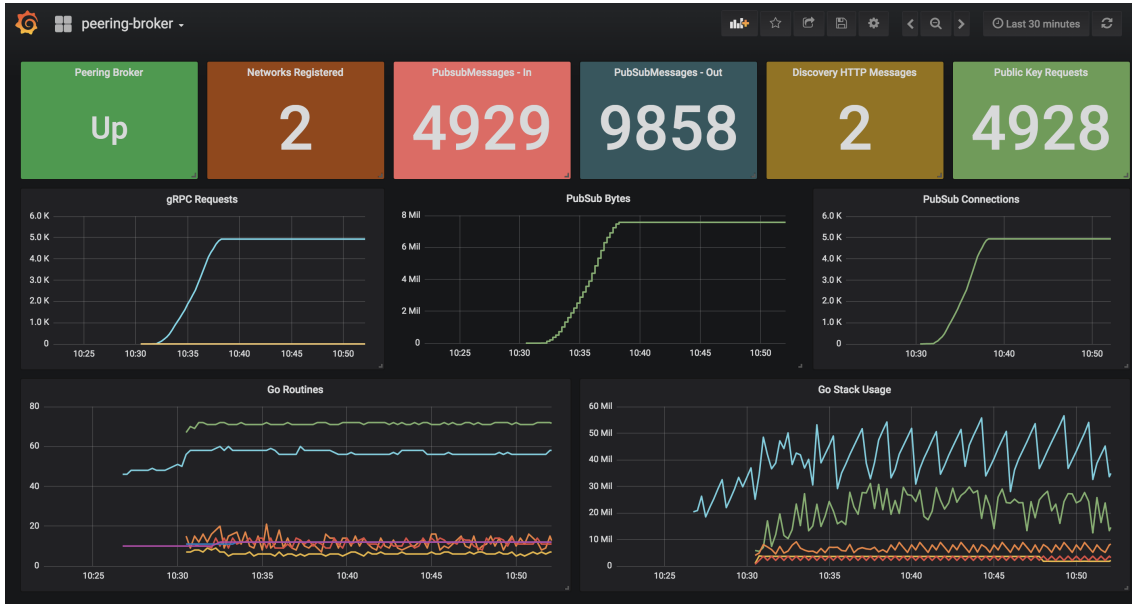 peering-broker
Last 30 minutes
Peering Broker
Up
Networks Registered
2
PubsubMessages - In
4929
PubSubMessages - Out
9858
Discovery HTTP Messages
2
Public Key Requests
4928
gRPC Requests
6.0 K
5.0 K
4.0 K
3.0 K
2.0 K
1.0 K
0
10:25 10:30 10:35 10:40 10:45 10:50
PubSub Bytes
8 Mil
6 Mil
4 Mil
2 Mil
0
10:25 10:30 10:35 10:40 10:45 10:50
PubSub Connections
6.0 K
5.0 K
4.0 K
3.0 K
2.0 K
1.0 K
0
10:30 10:40 10:50
Go Routines
80
60
40
20
0
10:25 10:30 10:35 10:40 10:45 10:50
Go Stack Usage
60 Mil
50 Mil
40 Mil
30 Mil
20 Mil
10 Mil
0
10:25 10:30 10:35 10:40 10:45 10:50